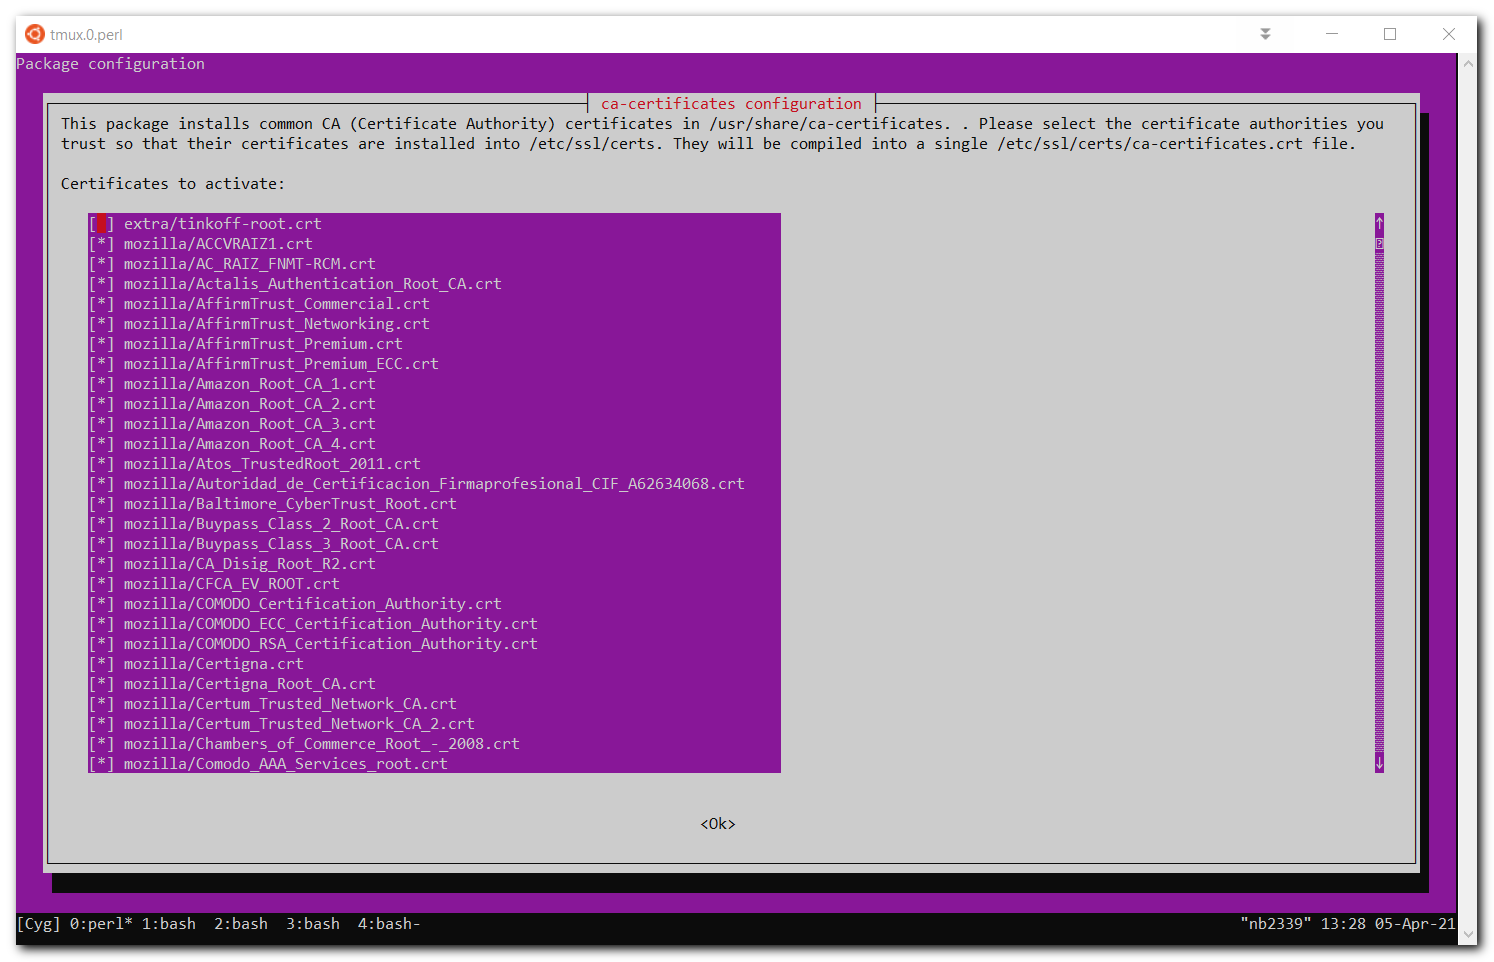 tmux.0.perl
Package configuration
ca-certificates configuration
This package installs common CA (Certificate Authority) certificates in /usr/share/ca-certificates. . Please select the certificate authorities you
trust so that their certificates are installed into /etc/ssl/certs. They will be compiled into a single /etc/ssl/certs/ca-certificates.crt file.
Certificates to activate:
[ ] extra/tinkoff-root.crt
[*] mozilla/ACCVRAIZ1.crt
[*] mozilla/AC_RAIZ_FNMT-RCM.crt
[*] mozilla/Actalis_Authentication_Root_CA.crt
[*] mozilla/AffirmTrust_Commercial.crt
[*] mozilla/AffirmTrust_Networking.crt
[*] mozilla/AffirmTrust_Premium.crt
[*] mozilla/AffirmTrust_Premium_ECC.crt
[*] mozilla/Amazon_Root_CA_1.crt
[*] mozilla/Amazon_Root_CA_2.crt
[*] mozilla/Amazon_Root_CA_3.crt
[*] mozilla/Amazon_Root_CA_4.crt
[*] mozilla/Atos_TrustedRoot_2011.crt
[*] mozilla/Autoridad_de_Certificacion_Firmaprofesional_CIF_A62634068.crt
[*] mozilla/Baltimore_CyberTrust_Root.crt
[*] mozilla/Buypass_Class_2_Root_CA.crt
[*] mozilla/Buypass_Class_3_Root_CA.crt
[*] mozilla/CA_Disig_Root_R2.crt
[*] mozilla/CFCA_EV_ROOT.crt
[*] mozilla/COMODO_Certification_Authority.crt
[*] mozilla/COMODO_ECC_Certification_Authority.crt
[*] mozilla/COMODO_RSA_Certification_Authority.crt
[*] mozilla/Certigna.crt
[*] mozilla/Certigna_Root_CA.crt
[*] mozilla/Certum_Trusted_Network_CA.crt
[*] mozilla/Certum_Trusted_Network_CA_2.crt
[*] mozilla/Chambers_of_Commerce_Root_-_2008.crt
[*] mozilla/Comodo_AAA_Services_root.crt
<Ok>
[Cyg] 0:perl* 1:bash  2:bash  3:bash  4:bash- "nb2339" 13:28 05-Apr-21